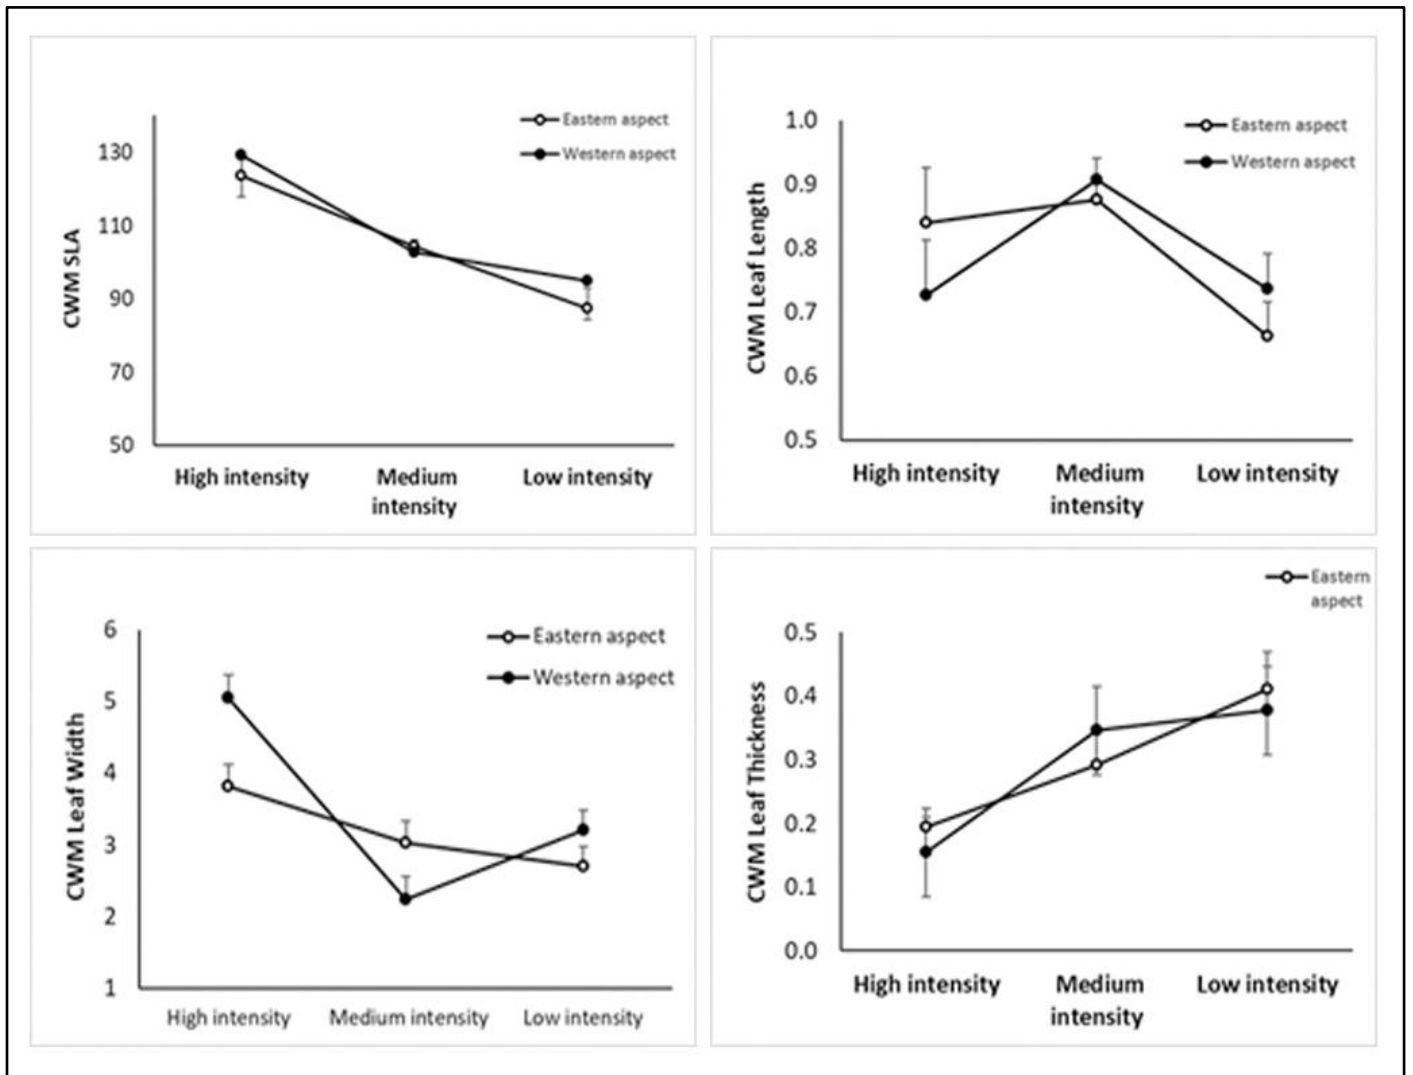 CWM SLA
130
110
90
70
50
Eastern aspect
Western aspect
High intensity
Medium
intensity
Low intensity
CWM Leaf Length
1.0
0.9
0.8
0.7
0.6
0.5
Eastern aspect
Western aspect
High intensity
Medium
intensity
Low intensity
CWM Leaf Width
6
5
4
3
2
1
Eastern aspect
Western aspect
High intensity
Medium intensity
Low intensity
CWM Leaf Thickness
0.5
0.4
0.3
0.2
0.1
0.0
Eastern
aspect
High intensity
Medium
intensity
Low intensity